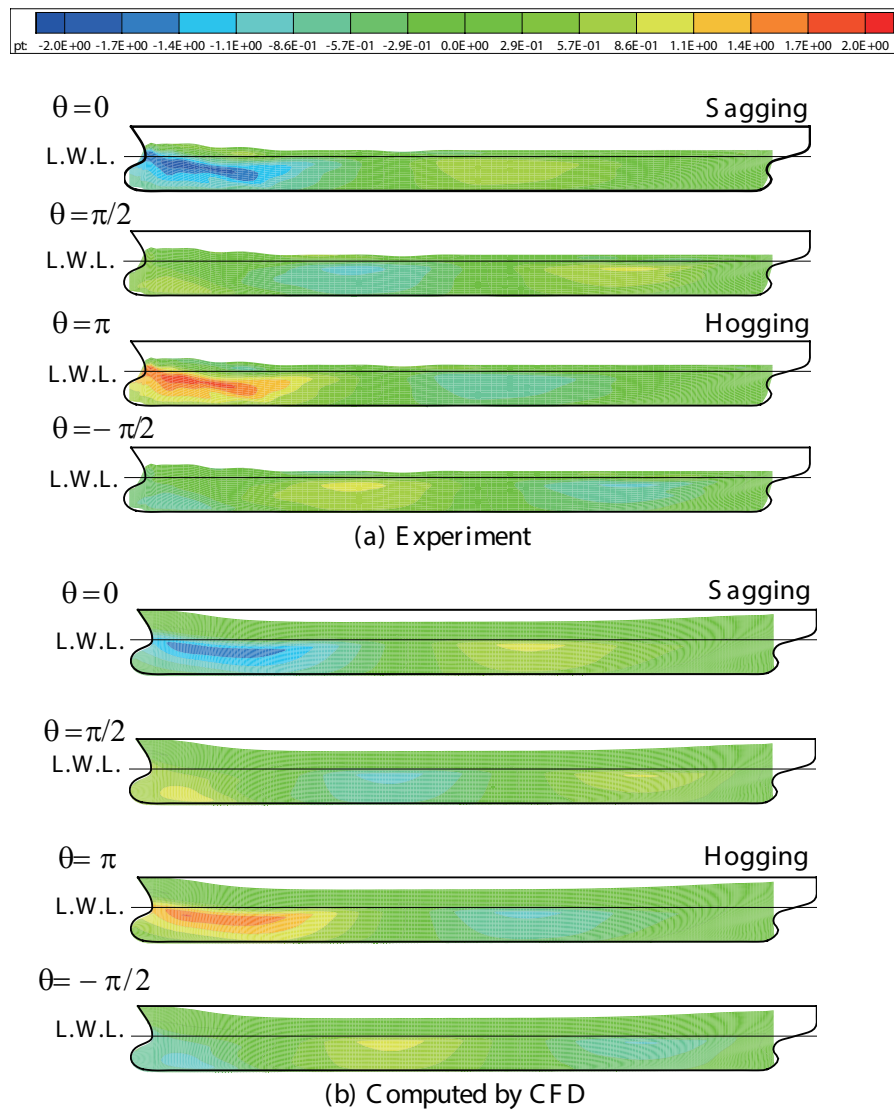 pt: -2.0E+00 -1.7E+00 -1.4E+00 -1.1E+00 -8.6E-01 -5.7E-01 -2.9E-01 0.0E+00 2.9E-01 5.7E-01 8.6E-01 1.1E+00 1.4E+00 1.7E+00 2.0E+00
θ=0 Sagging
L.W.L.
θ=π/2
L.W.L.
θ=π Hogging
L.W.L.
θ=− π/2
L.W.L.
(a) Experiment
θ=0 Sagging
L.W.L.
θ=π/2
L.W.L.
θ= π Hogging
L.W.L.
θ= − π/2
L.W.L.
(b) Computed by CFD